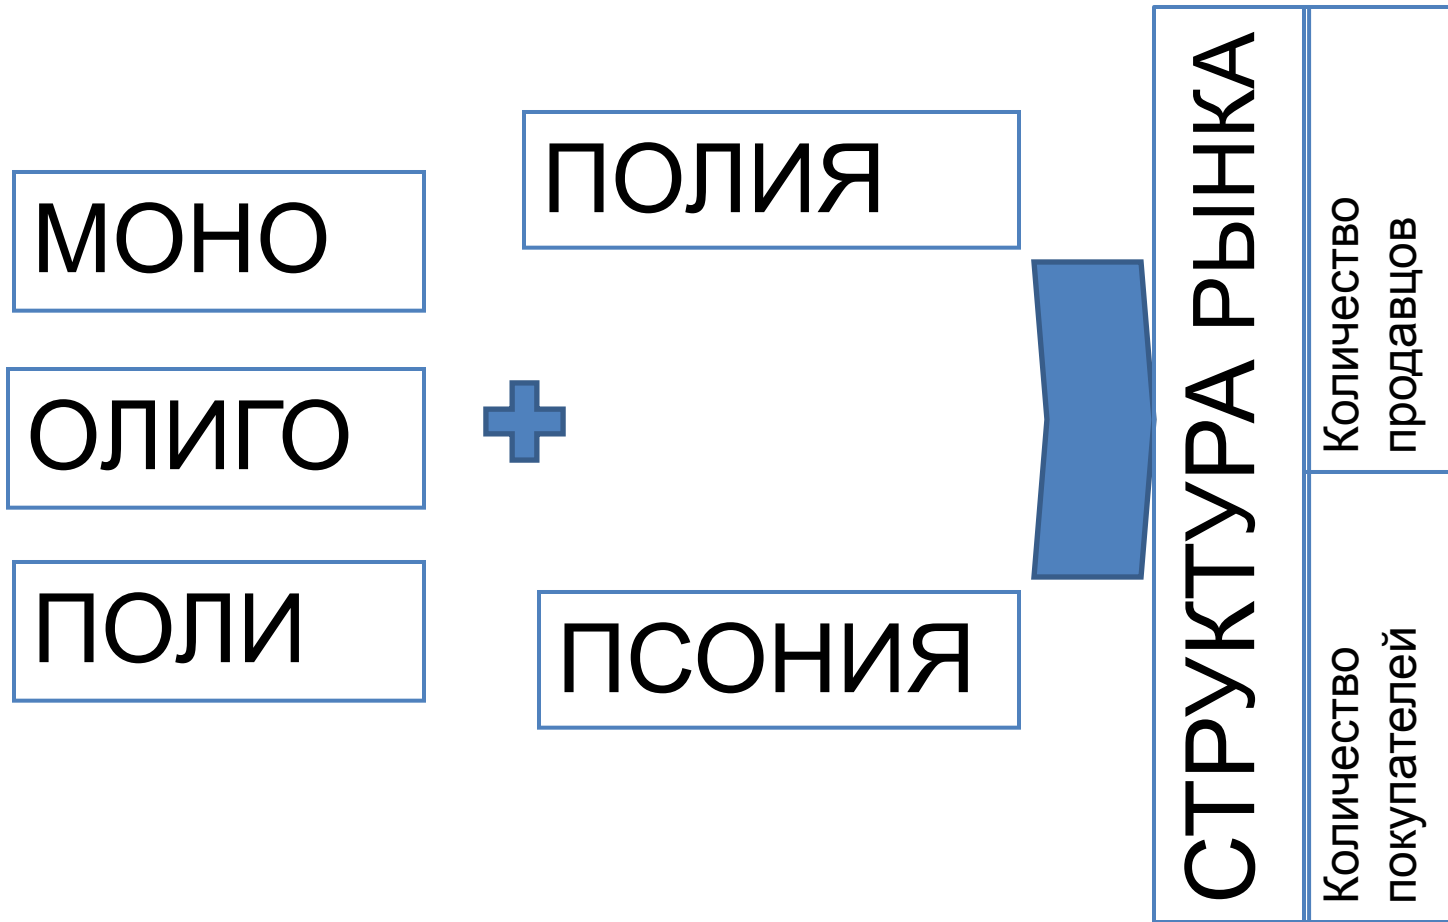 МОНО
ОЛИГО
ПОЛИ
ПОЛИЯ
ПСОНИЯ
СТРУКТУРА РЫНКА
Количество
продавцов
Количество
покупателей